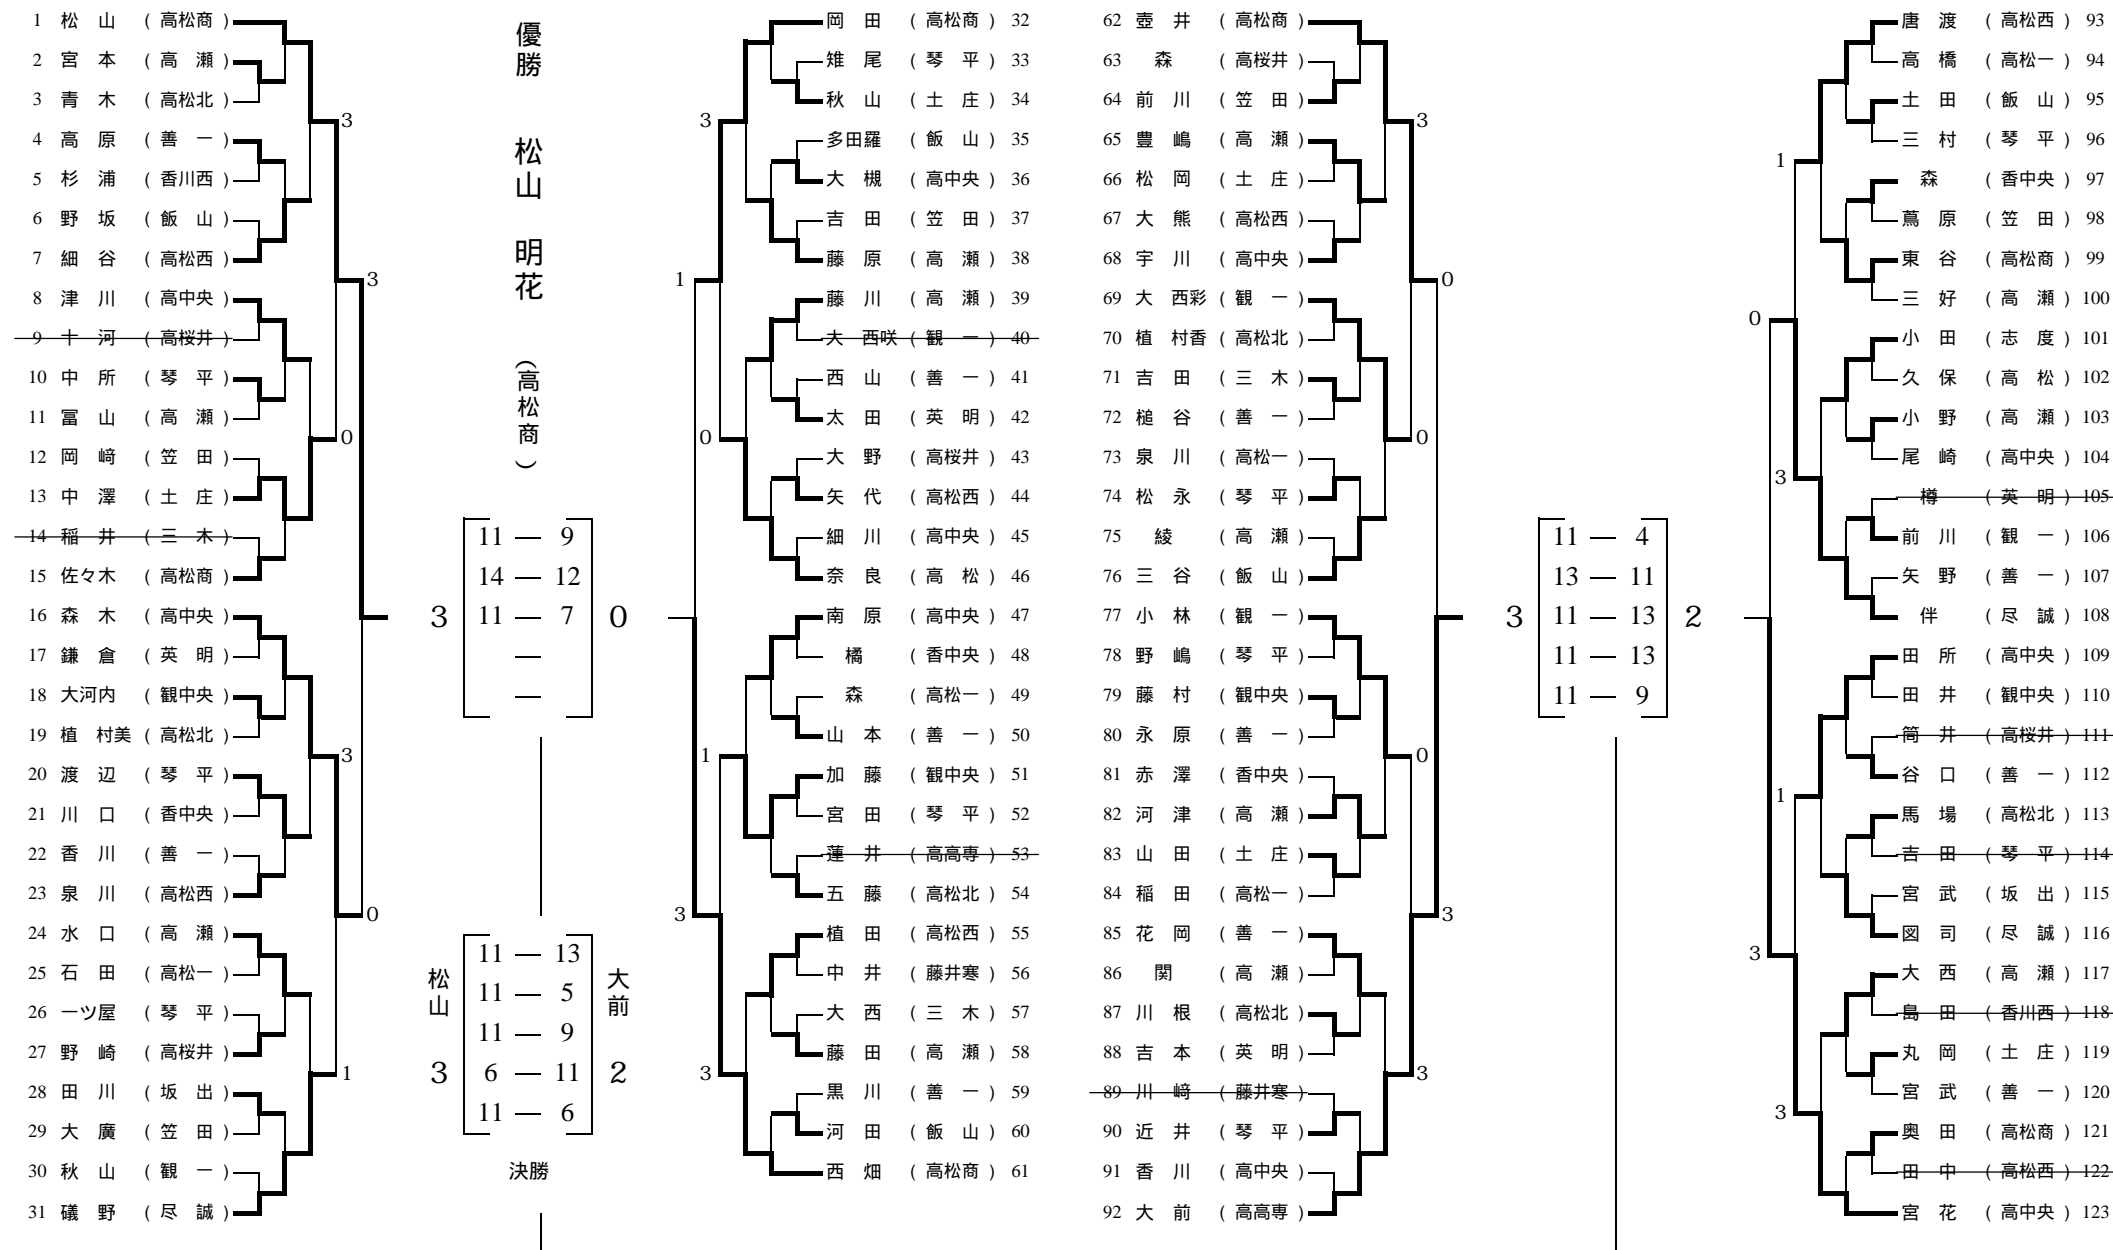 1 松 山 ( 高松商 )
2 宮 本 ( 高 瀬 )
3 青 木 ( 高松北 )
4 高 原 ( 善 一 )
5 杉 浦 ( 香川西 )
6 野 坂 ( 飯 山 )
7 細 谷 ( 高松西 )
8 津 川 ( 高中央 )
9 十 河 ( 高桜井 )
10 中 所 ( 琴 平 )
11 冨 山 ( 高 瀬 )
12 岡 﨑 ( 笠 田 )
13 中 澤 ( 土 庄 )
14 稲 井 ( 三 木 )
15 佐々木 ( 高松商 )
16 森 木 ( 高中央 )
17 鎌 倉 ( 英 明 )
18 大河内 ( 観中央 )
19 植 村美 ( 高松北 )
20 渡 辺 ( 琴 平 )
21 川 口 ( 香中央 )
22 香 川 ( 善 一 )
23 泉 川 ( 高松西 )
24 水 口 ( 高 瀬 )
25 石 田 ( 高松一 )
26 一ツ屋 ( 琴 平 )
27 野 崎 ( 高桜井 )
28 田 川 ( 坂 出 )
29 大 廣 ( 笠 田 )
30 秋 山 ( 観 一 )
31 礒 野 ( 尽 誠 )
3
0
3
1
3
0
優勝 松山 明花 (高松商)
3
11 — 9
14 — 12
11 — 7
—
—
0
松山
3
11 — 13
11 — 5
11 — 9
6 — 11
11 — 6
大前
2
決勝
3
0
1
3
1
3
岡 田 ( 高松商 ) 32
雉 尾 ( 琴 平 ) 33
秋 山 ( 土 庄 ) 34
多田羅 ( 飯 山 ) 35
大 槻 ( 高中央 ) 36
吉 田 ( 笠 田 ) 37
藤 原 ( 高 瀬 ) 38
藤 川 ( 高 瀬 ) 39
大 西咲 ( 観 一 ) 40
西 山 ( 善 一 ) 41
太 田 ( 英 明 ) 42
大 野 ( 高桜井 ) 43
矢 代 ( 高松西 ) 44
細 川 ( 高中央 ) 45
奈 良 ( 高 松 ) 46
南 原 ( 高中央 ) 47
橘 ( 香中央 ) 48
森 ( 高松一 ) 49
山 本 ( 善 一 ) 50
加 藤 ( 観中央 ) 51
宮 田 ( 琴 平 ) 52
蓮 井 ( 高高専 ) 53
五 藤 ( 高松北 ) 54
植 田 ( 高松西 ) 55
中 井 ( 藤井寒 ) 56
大 西 ( 三 木 ) 57
藤 田 ( 高 瀬 ) 58
黒 川 ( 善 一 ) 59
河 田 ( 飯 山 ) 60
西 畑 ( 高松商 ) 61
62 壺 井 ( 高松商 )
63 森 ( 高桜井 )
64 前 川 ( 笠 田 )
65 豊 嶋 ( 高 瀬 )
66 松 岡 ( 土 庄 )
67 大 熊 ( 高松西 )
68 宇 川 ( 高中央 )
69 大 西彩 ( 観 一 )
70 植 村香 ( 高松北 )
71 吉 田 ( 三 木 )
72 槌 谷 ( 善 一 )
73 泉 川 ( 高松一 )
74 松 永 ( 琴 平 )
75 綾 ( 高 瀬 )
76 三 谷 ( 飯 山 )
77 小 林 ( 観 一 )
78 野 嶋 ( 琴 平 )
79 藤 村 ( 観中央 )
80 永 原 ( 善 一 )
81 赤 澤 ( 香中央 )
82 河 津 ( 高 瀬 )
83 山 田 ( 土 庄 )
84 稲 田 ( 高松一 )
85 花 岡 ( 善 一 )
86 関 ( 高 瀬 )
87 川 根 ( 高松北 )
88 吉 本 ( 英 明 )
89 川 﨑 ( 藤井寒 )
90 近 井 ( 琴 平 )
91 香 川 ( 高中央 )
92 大 前 ( 高高専 )
3
0
0
0
3
3
3
11 — 4
13 — 11
11 — 13
11 — 13
11 — 9
2
1
0
3
1
3
3
唐 渡 ( 高松西 ) 93
高 橋 ( 高松一 ) 94
土 田 ( 飯 山 ) 95
三 村 ( 琴 平 ) 96
森 ( 香中央 ) 97
蔦 原 ( 笠 田 ) 98
東 谷 ( 高松商 ) 99
三 好 ( 高 瀬 ) 100
小 田 ( 志 度 ) 101
久 保 ( 高 松 ) 102
小 野 ( 高 瀬 ) 103
尾 崎 ( 高中央 ) 104
樽 ( 英 明 ) 105
前 川 ( 観 一 ) 106
矢 野 ( 善 一 ) 107
伴 ( 尽 誠 ) 108
田 所 ( 高中央 ) 109
田 井 ( 観中央 ) 110
筒 井 ( 高桜井 ) 111
谷 口 ( 善 一 ) 112
馬 場 ( 高松北 ) 113
吉 田 ( 琴 平 ) 114
宮 武 ( 坂 出 ) 115
図 司 ( 尽 誠 ) 116
大 西 ( 高 瀬 ) 117
島 田 ( 香川西 ) 118
丸 岡 ( 土 庄 ) 119
宮 武 ( 善 一 ) 120
奥 田 ( 高松商 ) 121
田 中 ( 高松西 ) 122
宮 花 ( 高中央 ) 123